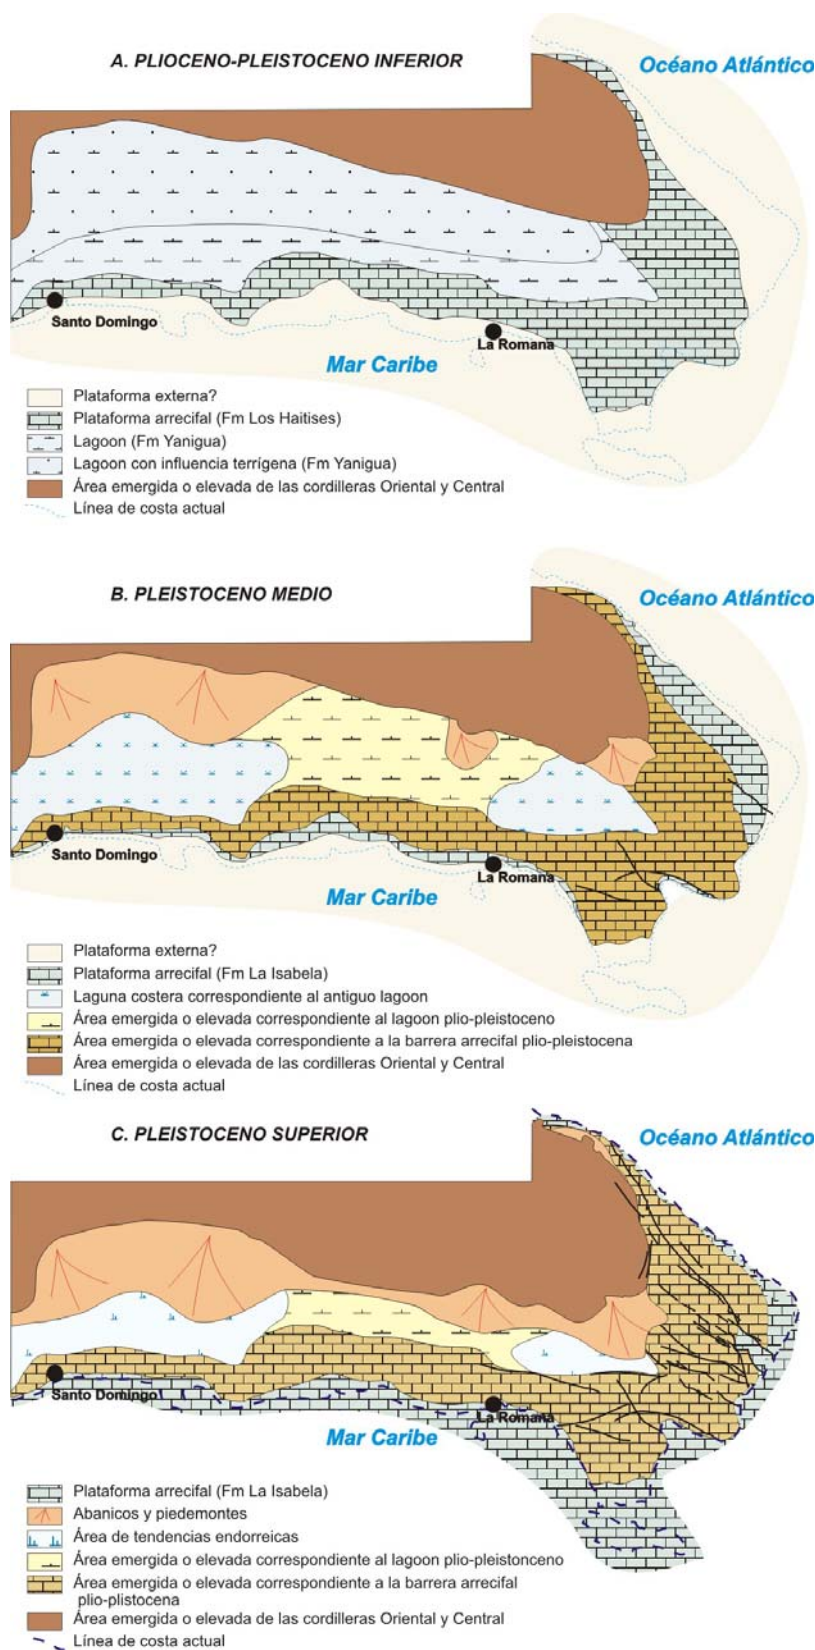 A. PLIOCENO-PLEISTOCENO INFERIOR
Océano Atlántico
Santo Domingo
La Romana
Mar Caribe
Plataforma externa?
Plataforma arrecifal (Fm Los Haitises)
Lagoon (Fm Yanigua)
Lagoon con influencia terrígena (Fm Yanigua)
Área emergida o elevada de las cordilleras Oriental y Central
Línea de costa actual
B. PLEISTOCENO MEDIO
Océano Atlántico
Santo Domingo
La Romana
Mar Caribe
Plataforma externa?
Plataforma arrecifal (Fm La Isabela)
Laguna costera correspondiente al antiguo lagoon
Área emergida o elevada correspondiente al lagoon plio-pleistoceno
Área emergida o elevada correspondiente a la barrera arrecifal plio-pleistocena
Área emergida o elevada de las cordilleras Oriental y Central
Línea de costa actual
C. PLEISTOCENO SUPERIOR
Océano Atlántico
Santo Domingo
La Romana
Mar Caribe
Plataforma arrecifal (Fm La Isabela)
Abanicos y piedemontes
Área de tendencias endorreicas
Área emergida o elevada correspondiente al lagoon plio-pleistonceno
Área emergida o elevada correspondiente a la barrera arrecifal
plio-plistocena
Área emergida o elevada de las cordilleras Oriental y Central
Línea de costa actual